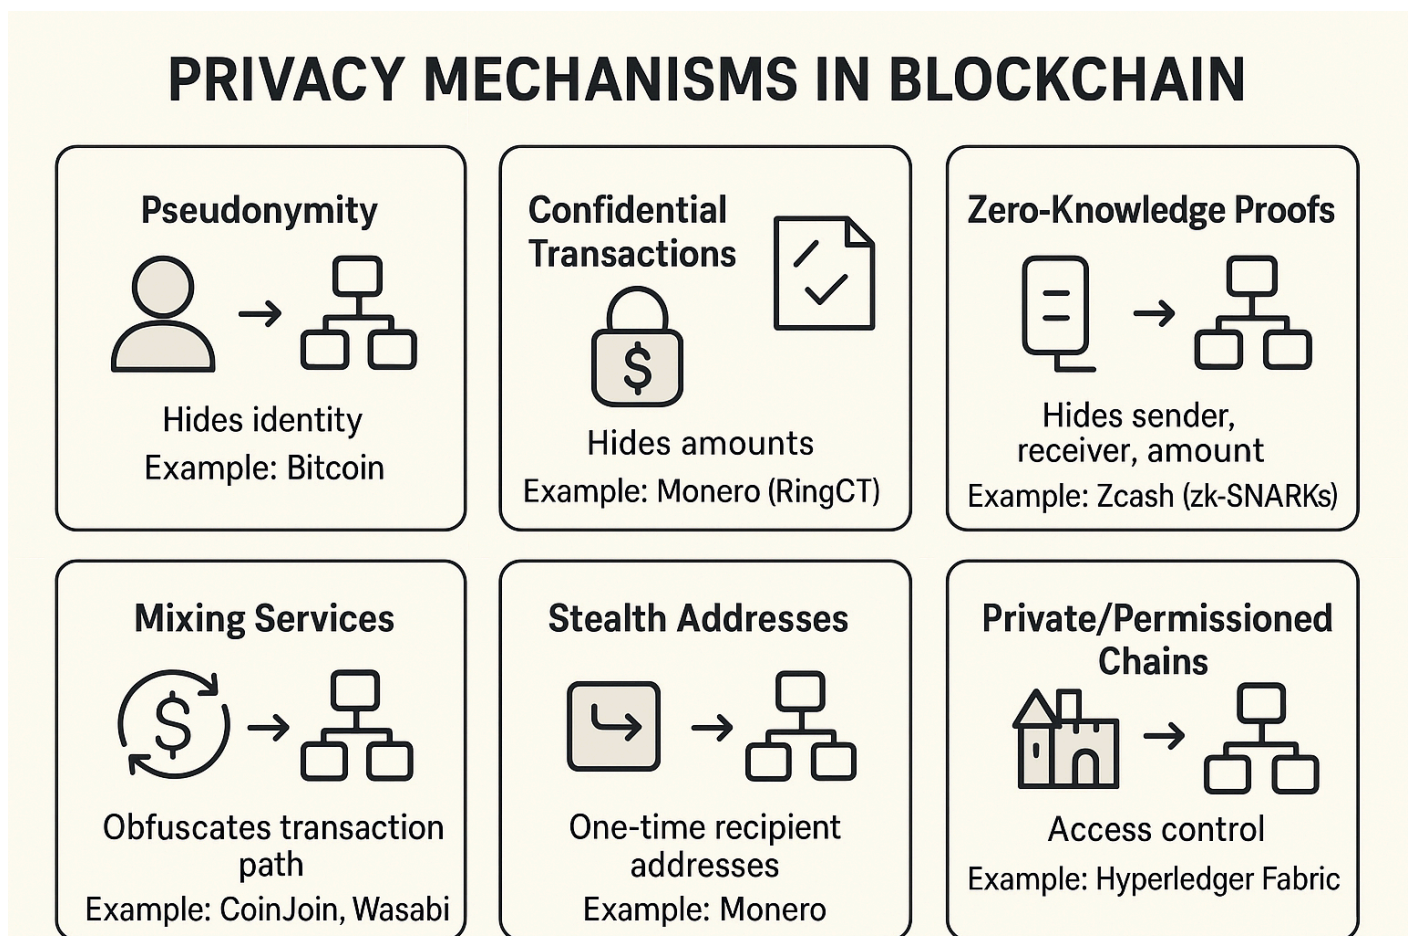 PRIVACY MECHANISMS IN BLOCKCHAIN
Pseudonymity
Hides identity
Example: Bitcoin
Confidential
Transactions
$
Hides amounts
Example: Monero (RingCT)
Zero-Knowledge Proofs
Hides sender,
receiver, amount
Example: Zcash (zk-SNARKs)
Mixing Services
$
Obfuscates transaction
path
Example: CoinJoin, Wasabi
Stealth Addresses
One-time recipient
addresses
Example: Monero
Private/Permissioned
Chains
Access control
Example: Hyperledger Fabric